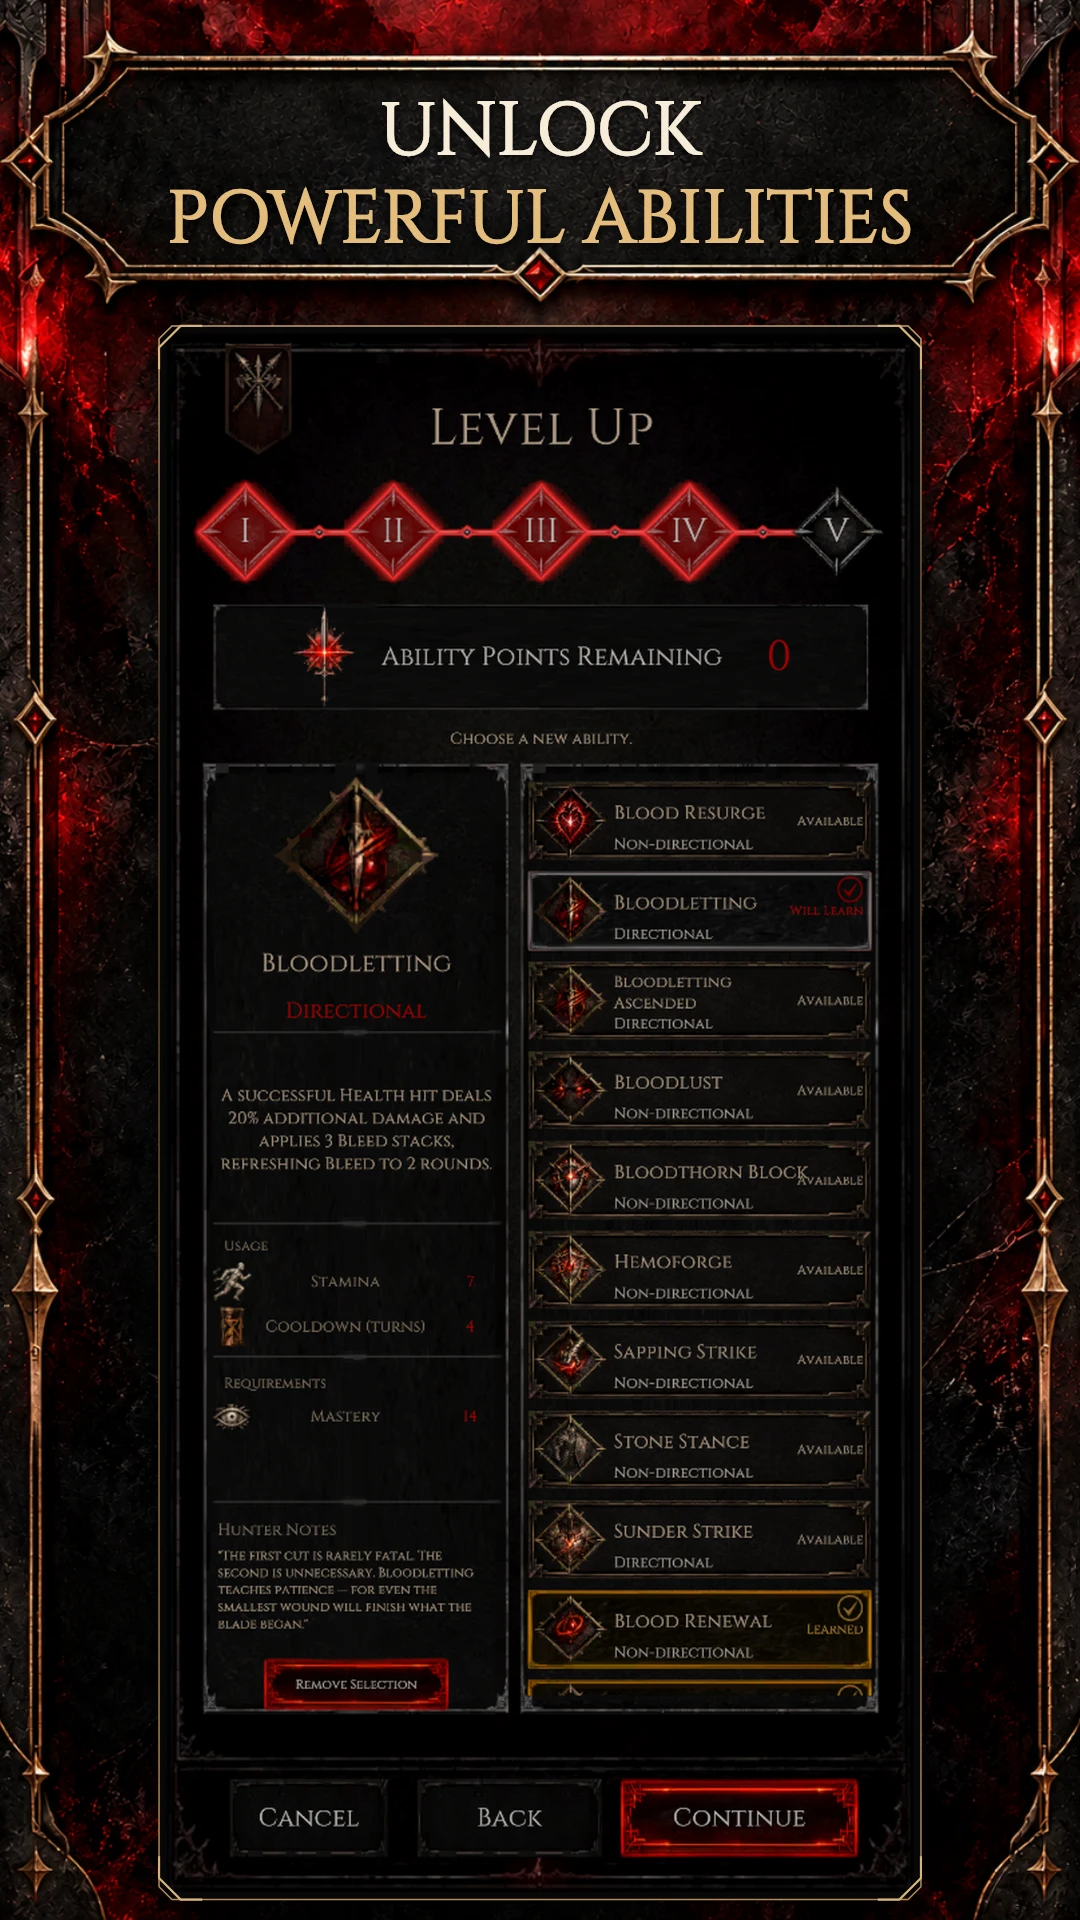 UNLOCK
POWERFUL ABILITIES
LEVEL UP
I II III IV V
ABILITY POINTS REMAINING 0
CHOOSE A NEW ABILITY.
BLOODLETTING
DIRECTIONAL
A SUCCESSFUL HEALTH HIT DEALS
20% ADDITIONAL DAMAGE AND
APPLIES 3 BLEED STACKS,
REFRESHING BLEED TO 2 ROUNDS.
USAGE
STAMINA 7
COOLDOWN (TURNS) 4
REQUIREMENTS
MASTERY 14
HUNTER NOTES
"THE FIRST CUT IS RARELY FATAL. THE
SECOND IS UNNECESSARY. BLOODLETTING
TEACHES PATIENCE — FOR EVEN THE
SMALLEST WOUND WILL FINISH WHAT THE
BLADE BEGAN."
REMOVE SELECTION
BLOOD RESURGE
AVAILABLE
NON-DIRECTIONAL
BLOODLETTING
WILL LEARN
DIRECTIONAL
BLOODLETTING
ASCENDED
AVAILABLE
DIRECTIONAL
BLOODLUST
AVAILABLE
NON-DIRECTIONAL
BLOODTHORN BLOCK
AVAILABLE
NON-DIRECTIONAL
HEMOFORGE
AVAILABLE
NON-DIRECTIONAL
SAPPING STRIKE
AVAILABLE
NON-DIRECTIONAL
STONE STANCE
AVAILABLE
NON-DIRECTIONAL
SUNDER STRIKE
AVAILABLE
DIRECTIONAL
BLOOD RENEWAL
LEARNED
NON-DIRECTIONAL
CANCEL BACK CONTINUE